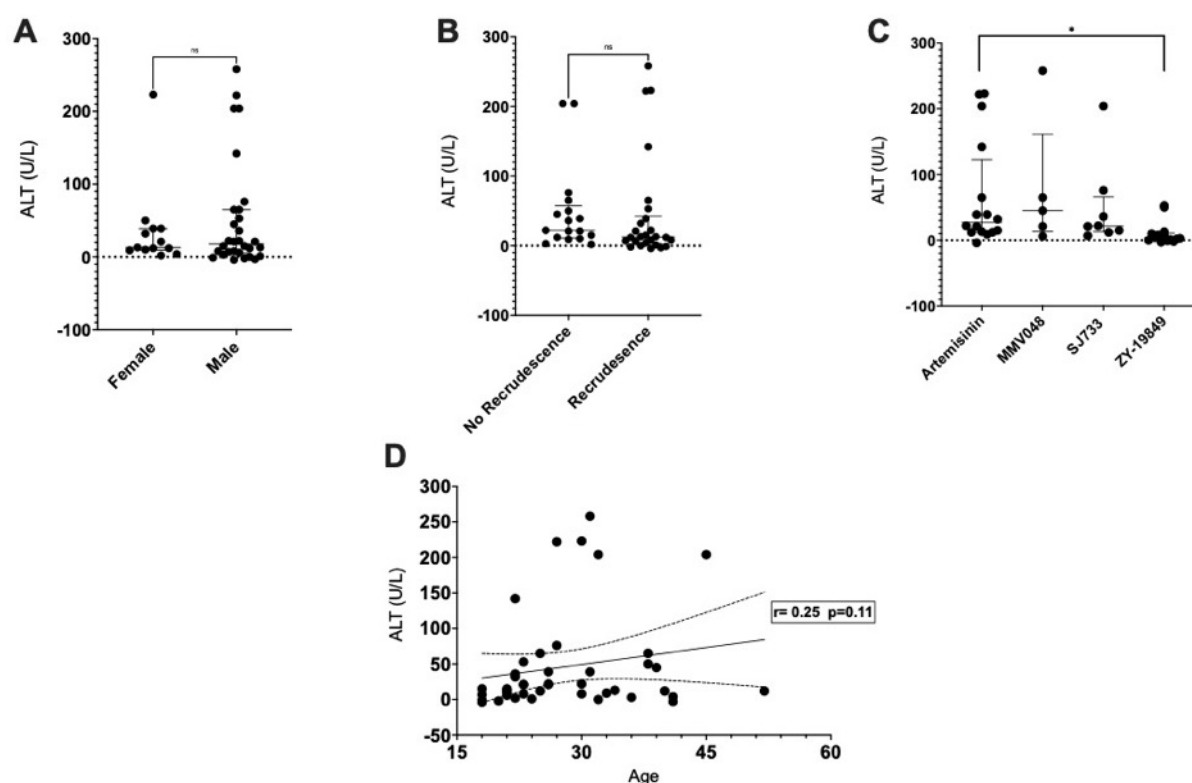 A
ns
300
200
100
0
-100
ALT (U/L)
Female
Male
B
ns
300
200
100
0
-100
ALT (U/L)
No Recrudescence
Recrudesence
C
*
300
200
100
0
-100
ALT (U/L)
Artemisinin
MMV048
SJ733
ZY-19849
D
300
250
200
150
100
50
0
-50
ALT (U/L)
r= 0.25 p=0.11
15
30
45
60
Age